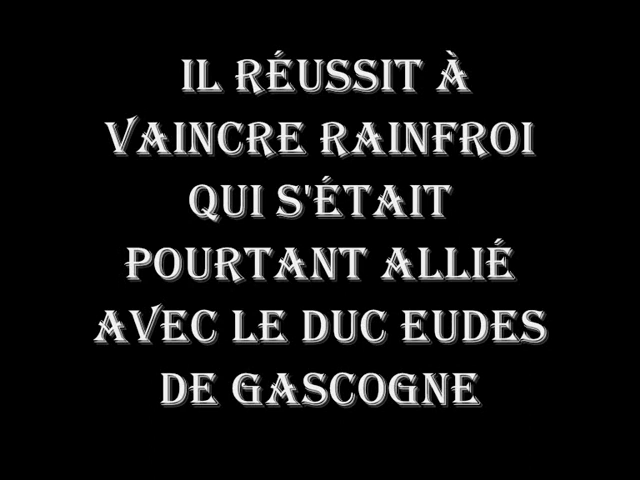 IL RÉUSSIT À
VAINCRE RAINFROI
QUI S'ÉTAIT
POURTANT ALLIÉ
AVEC LE DUC EUDES
DE GASCOGNE